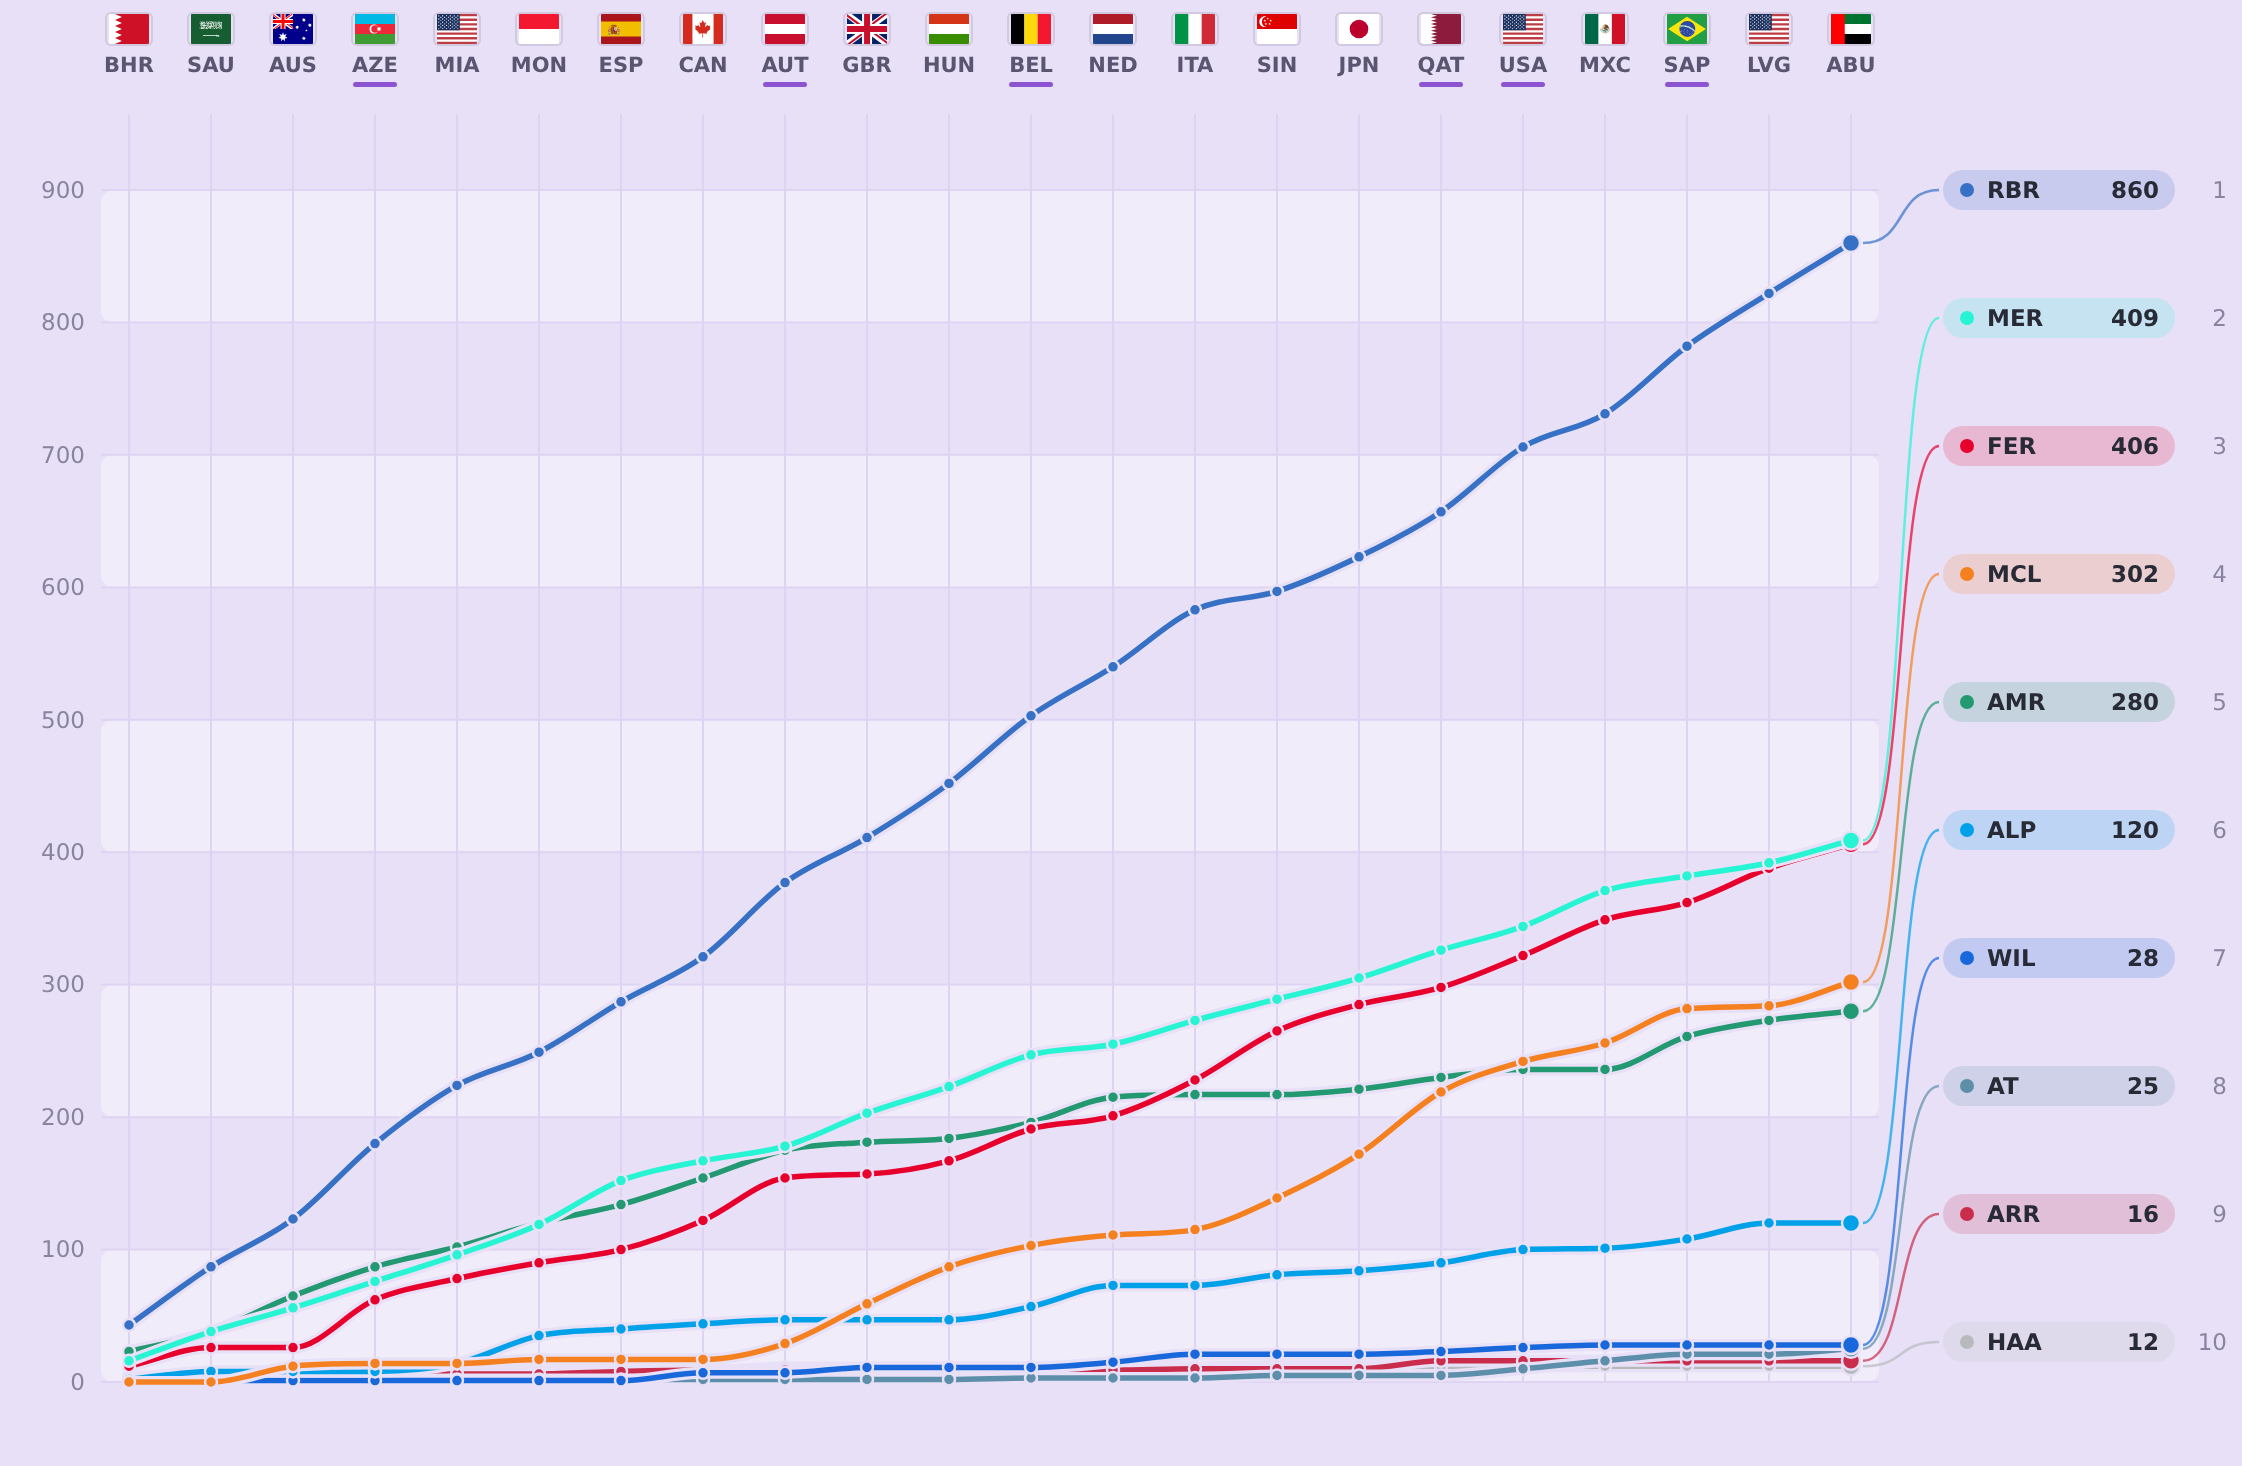 BHR SAU AUS AZE MIA MON ESP CAN AUT GBR HUN BEL NED ITA SIN JPN QAT USA MXC SAP LVG ABU
900
800
700
600
500
400
300
200
100
0
RBR 860 1
MER 409 2
FER 406 3
MCL 302 4
AMR 280 5
ALP 120 6
WIL 28 7
AT 25 8
ARR 16 9
HAA 12 10